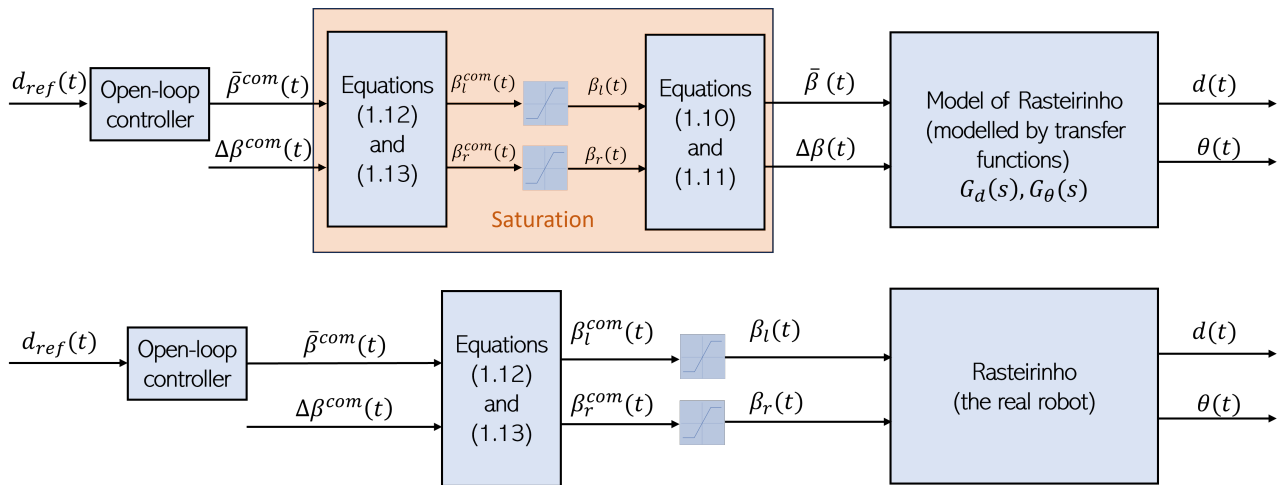 d_ref(t)
Open-loop
controller
β̄^com(t)
Δβ^com(t)
Equations
(1.12)
and
(1.13)
β_l^com(t)
β_r^com(t)
β_l(t)
β_r(t)
Saturation
Equations
(1.10)
and
(1.11)
β̄ (t)
Δβ(t)
Model of Rasteirinho
(modelled by transfer
functions)
G_d(s), G_θ(s)
d(t)
θ(t)
d_ref(t)
Open-loop
controller
β̄^com(t)
Δβ^com(t)
Equations
(1.12)
and
(1.13)
β_l^com(t)
β_r^com(t)
β_l(t)
β_r(t)
Rasteirinho
(the real robot)
d(t)
θ(t)